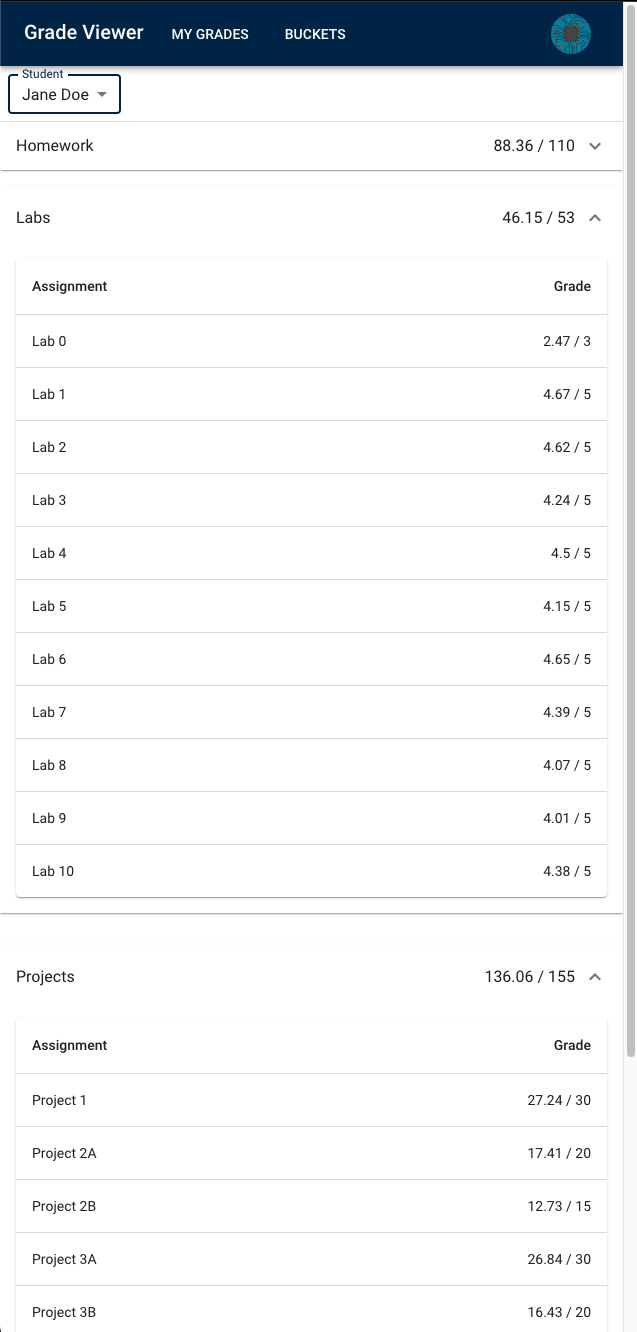 Grade Viewer MY GRADES BUCKETS
Student
Jane Doe
Homework 88.36 / 110
Labs 46.15 / 53
Assignment Grade
Lab 0 2.47 / 3
Lab 1 4.67 / 5
Lab 2 4.62 / 5
Lab 3 4.24 / 5
Lab 4 4.5 / 5
Lab 5 4.15 / 5
Lab 6 4.65 / 5
Lab 7 4.39 / 5
Lab 8 4.07 / 5
Lab 9 4.01 / 5
Lab 10 4.38 / 5
Projects 136.06 / 155
Assignment Grade
Project 1 27.24 / 30
Project 2A 17.41 / 20
Project 2B 12.73 / 15
Project 3A 26.84 / 30
Project 3B 16.43 / 20